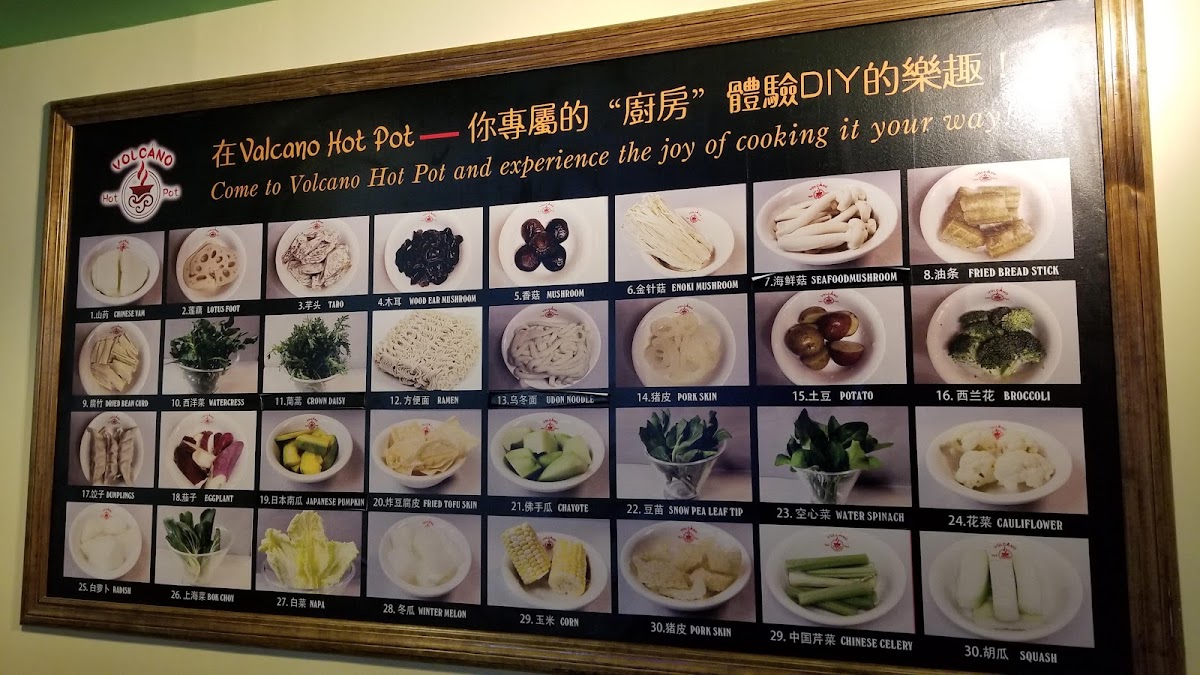 在Valcano Hot Pot — 你專屬的“廚房”體驗DIY的樂趣！
Come to Volcano Hot Pot and experience the joy of cooking it your way!
VOLCANO
Hot Pot
1.山药 CHINESE YAM
2.莲藕 LOTUS FOOT
3.芋头 TARO
4.木耳 WOOD EAR MUSHROOM
5.香菇 MUSHROOM
6.金针菇 ENOKI MUSHROOM
7.海鲜菇 SEAFOODMUSHROOM
8.油条 FRIED BREAD STICK
9.腐竹 DRIED BEAN CURD
10.西洋菜 WATERCRESS
11.茼蒿 CROWN DAISY
12.方便面 RAMEN
13.乌冬面 UDON NOODLE
14.猪皮 PORK SKIN
15.土豆 POTATO
16.西兰花 BROCCOLI
17.饺子 DUMPLINGS
18.茄子 EGGPLANT
19.日本南瓜 JAPANESE PUMPKIN
20.炸豆腐皮 FRIED TOFU SKIN
21.佛手瓜 CHAYOTE
22.豆苗 SNOW PEA LEAF TIP
23.空心菜 WATER SPINACH
24.花菜 CAULIFLOWER
25.白萝卜 RADISH
26.上海菜 BOK CHOY
27.白菜 NAPA
28.冬瓜 WINTER MELON
29.玉米 CORN
30.猪皮 PORK SKIN
29.中国芹菜 CHINESE CELERY
30.胡瓜 SQUASH